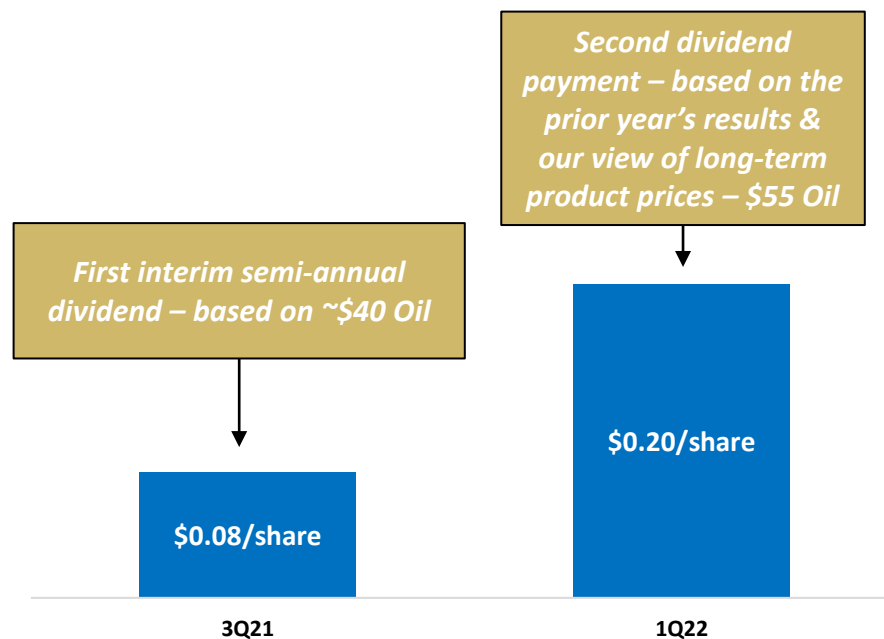 Second dividend
payment – based on the
prior year's results &
our view of long-term
product prices – $55 Oil
First interim semi-annual
dividend – based on ~$40 Oil
$0.20/share
$0.08/share
3Q21
1Q22